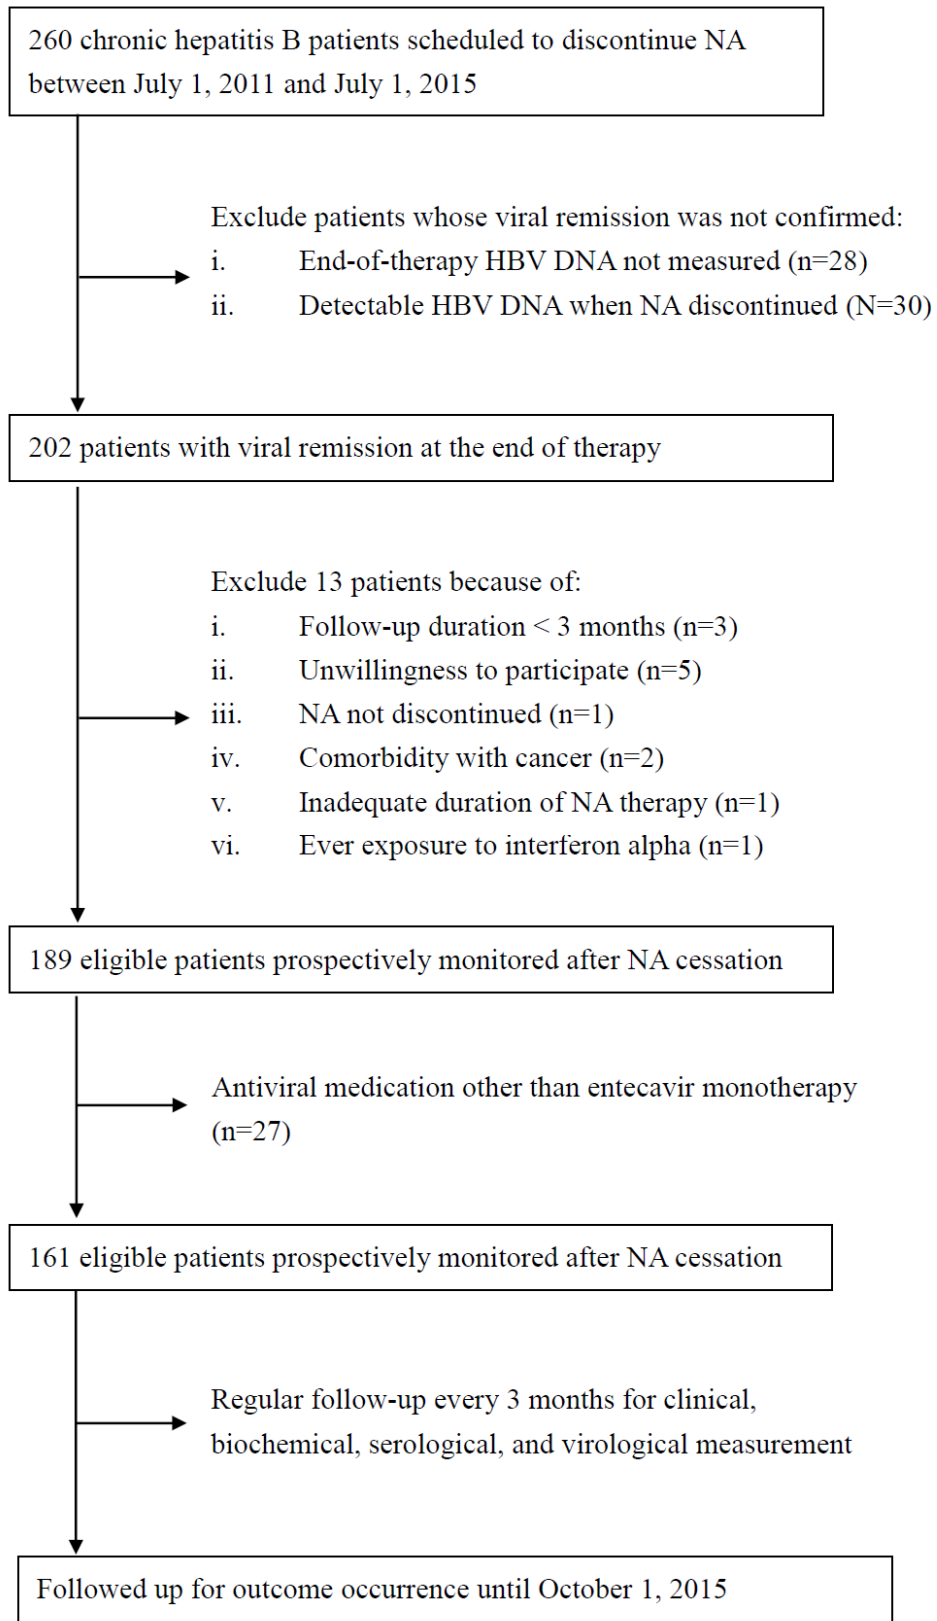 260 chronic hepatitis B patients scheduled to discontinue NA
between July 1, 2011 and July 1, 2015
Exclude patients whose viral remission was not confirmed:
i. End-of-therapy HBV DNA not measured (n=28)
ii. Detectable HBV DNA when NA discontinued (N=30)
202 patients with viral remission at the end of therapy
Exclude 13 patients because of:
i. Follow-up duration < 3 months (n=3)
ii. Unwillingness to participate (n=5)
iii. NA not discontinued (n=1)
iv. Comorbidity with cancer (n=2)
v. Inadequate duration of NA therapy (n=1)
vi. Ever exposure to interferon alpha (n=1)
189 eligible patients prospectively monitored after NA cessation
Antiviral medication other than entecavir monotherapy
(n=27)
161 eligible patients prospectively monitored after NA cessation
Regular follow-up every 3 months for clinical,
biochemical, serological, and virological measurement
Followed up for outcome occurrence until October 1, 2015